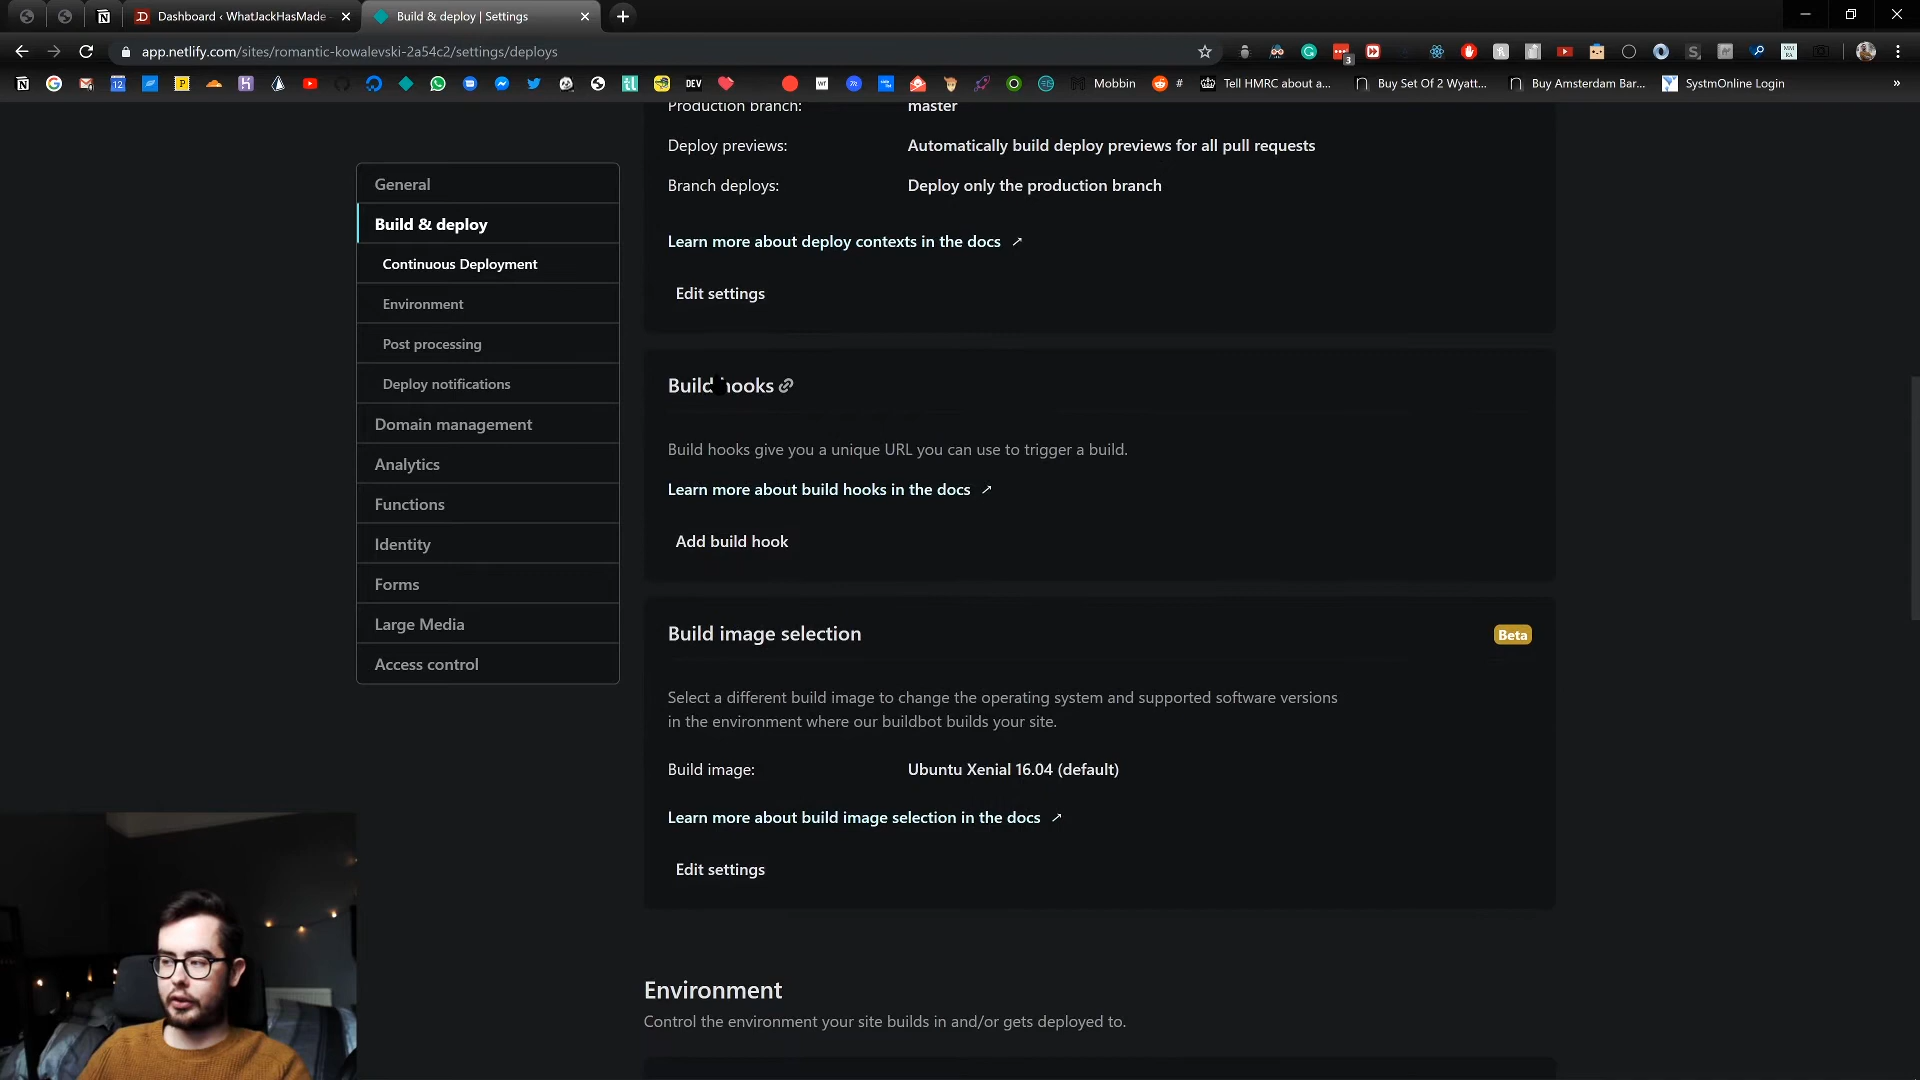 Dashboard ‹ WhatJackHasMade
Build & deploy | Settings
app.netlify.com/sites/romantic-kowalevski-2a54c2/settings/deploys
3
12
DEV
Mobbin
#
Tell HMRC about a...
Buy Set Of 2 Wyatt...
Buy Amsterdam Bar...
SystmOnline Login
»
General
Build & deploy
Continuous Deployment
Environment
Post processing
Deploy notifications
Domain management
Analytics
Functions
Identity
Forms
Large Media
Access control
Production branch: master
Deploy previews: Automatically build deploy previews for all pull requests
Branch deploys: Deploy only the production branch
Learn more about deploy contexts in the docs ↗
Edit settings
Build hooks
Build hooks give you a unique URL you can use to trigger a build.
Learn more about build hooks in the docs ↗
Add build hook
Build image selection
Beta
Select a different build image to change the operating system and supported software versions
in the environment where our buildbot builds your site.
Build image: Ubuntu Xenial 16.04 (default)
Learn more about build image selection in the docs ↗
Edit settings
Environment
Control the environment your site builds in and/or gets deployed to.